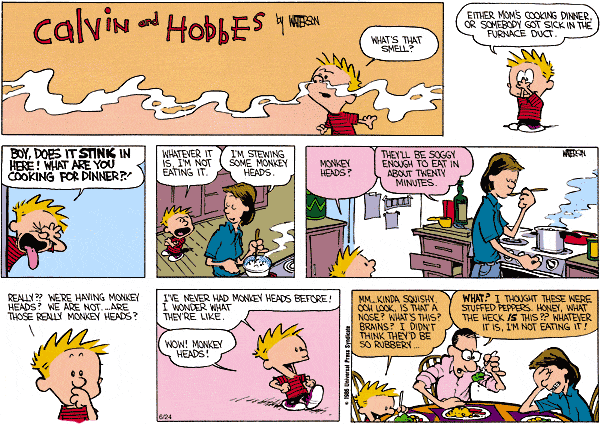 Calvin and Hobbes
by WATTERSON
WHAT'S THAT
SMELL?
EITHER MOM'S COOKING DINNER,
OR SOMEBODY GOT SICK IN THE
FURNACE DUCT.
BOY, DOES IT STINK IN
HERE! WHAT ARE YOU
COOKING FOR DINNER?!
WHATEVER IT
IS, I'M NOT
EATING IT.
I'M STEWING
SOME MONKEY
HEADS.
MONKEY
HEADS?
THEY'LL BE SOGGY
ENOUGH TO EAT IN
ABOUT TWENTY
MINUTES.
WATTERSON
REALLY?? WE'RE HAVING MONKEY
HEADS? WE ARE NOT. ...ARE
THOSE REALLY MONKEY HEADS?
I'VE NEVER HAD MONKEY HEADS BEFORE!
I WONDER WHAT
THEY'RE LIKE.
WOW! MONKEY
HEADS!
6/24
© 1986 Universal Press Syndicate
MM.. KINDA SQUISHY.
OOH LOOK, IS THAT A
NOSE? WHAT'S THIS?
BRAINS? I DIDN'T
THINK THEY'D BE
SO RUBBERY...
WHAT? I THOUGHT THESE WERE
STUFFED PEPPERS. HONEY, WHAT
THE HECK IS THIS?? WHATEVER
IT IS, I'M NOT EATING IT!